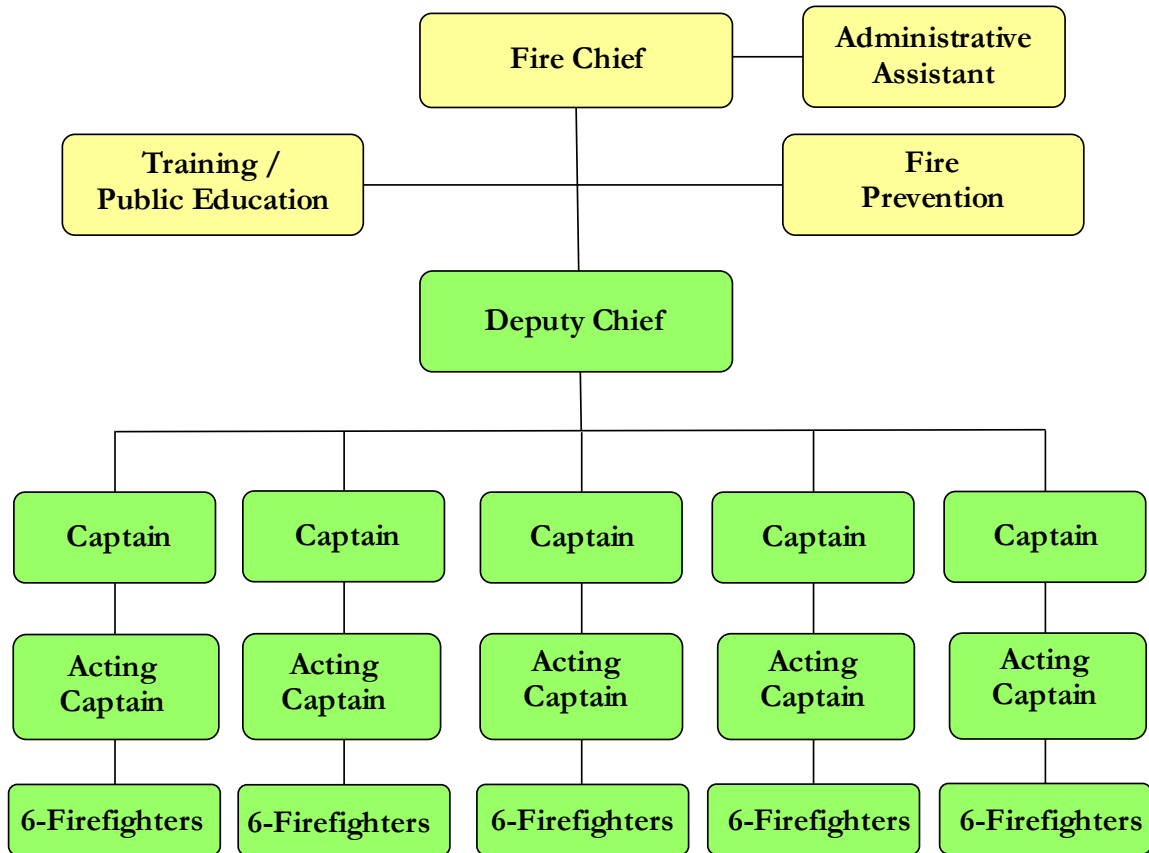 Fire Chief
Administrative
Assistant
Training /
Public Education
Fire
Prevention
Deputy Chief
Captain
Captain
Captain
Captain
Captain
Acting
Captain
Acting
Captain
Acting
Captain
Acting
Captain
Acting
Captain
6-Firefighters
6-Firefighters
6-Firefighters
6-Firefighters
6-Firefighters